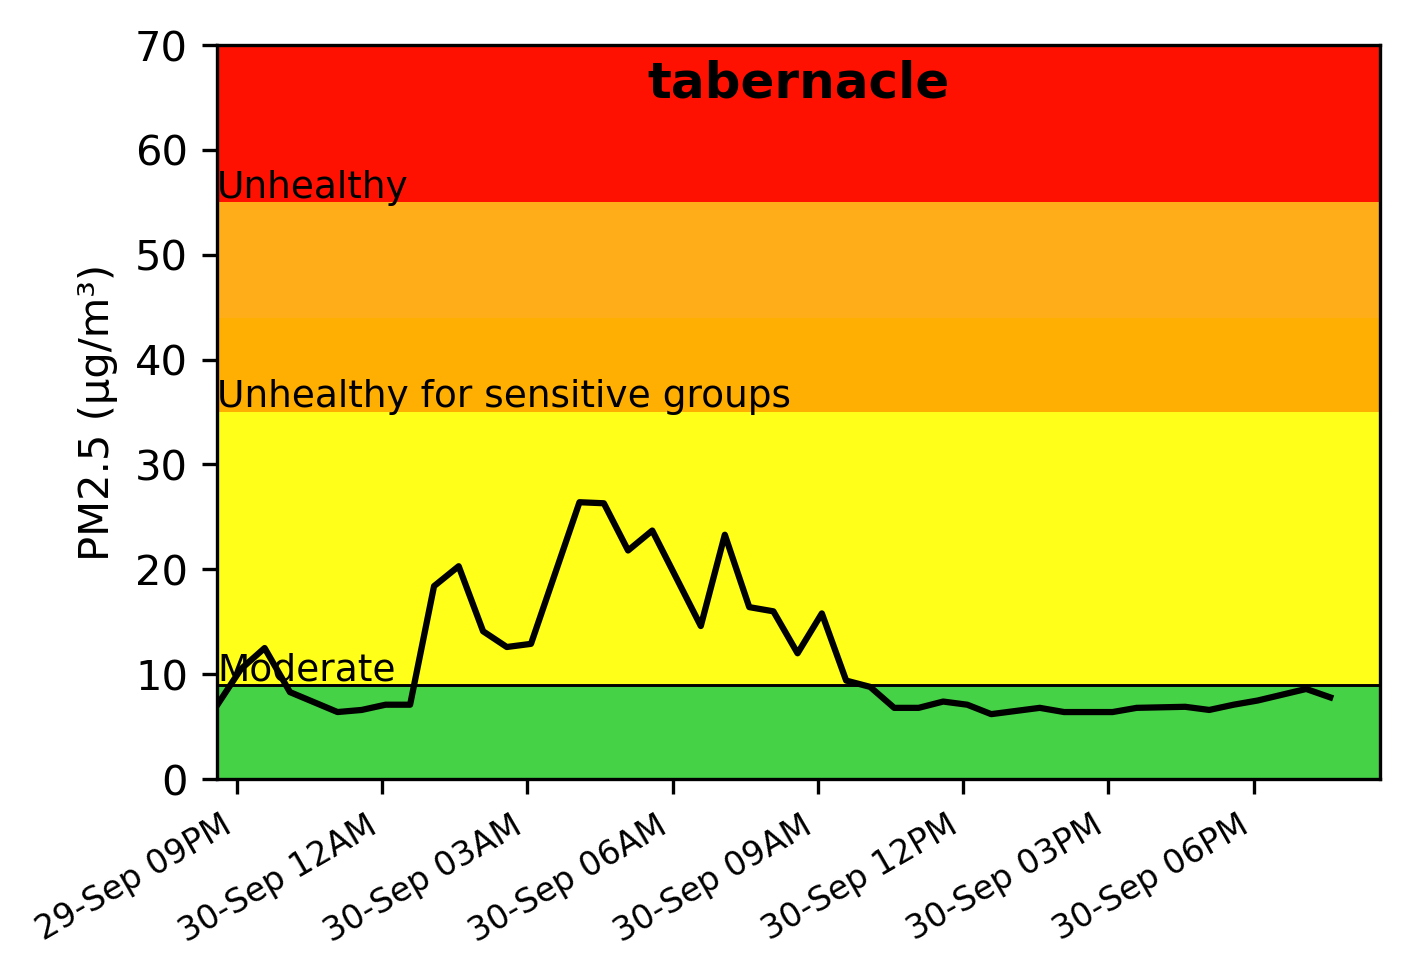 tabernacle
70
60
50
40
30
20
10
0
PM2.5 (µg/m³)
Unhealthy
Unhealthy for sensitive groups
Moderate
29-Sep 09PM
30-Sep 12AM
30-Sep 03AM
30-Sep 06AM
30-Sep 09AM
30-Sep 12PM
30-Sep 03PM
30-Sep 06PM